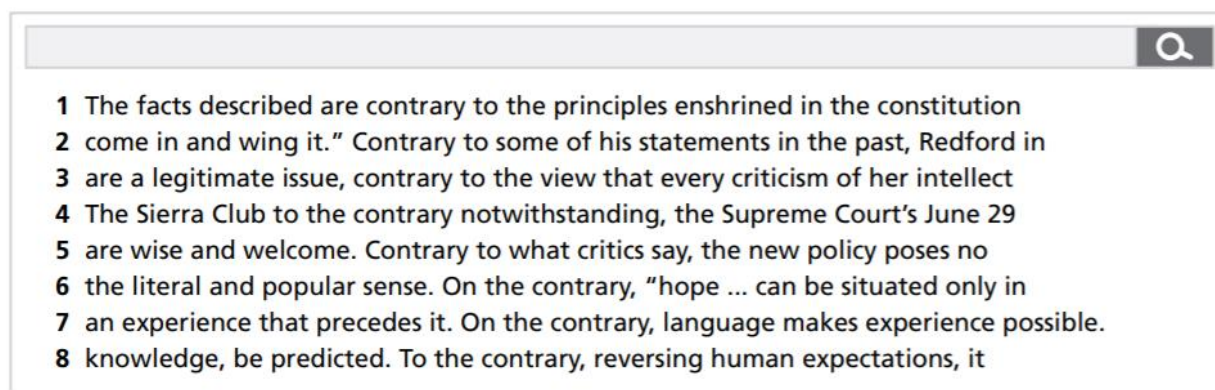 1 The facts described are contrary to the principles enshrined in the constitution
2 come in and wing it.” Contrary to some of his statements in the past, Redford in
3 are a legitimate issue, contrary to the view that every criticism of her intellect
4 The Sierra Club to the contrary notwithstanding, the Supreme Court’s June 29
5 are wise and welcome. Contrary to what critics say, the new policy poses no
6 the literal and popular sense. On the contrary, “hope ... can be situated only in
7 an experience that precedes it. On the contrary, language makes experience possible.
8 knowledge, be predicted. To the contrary, reversing human expectations, it